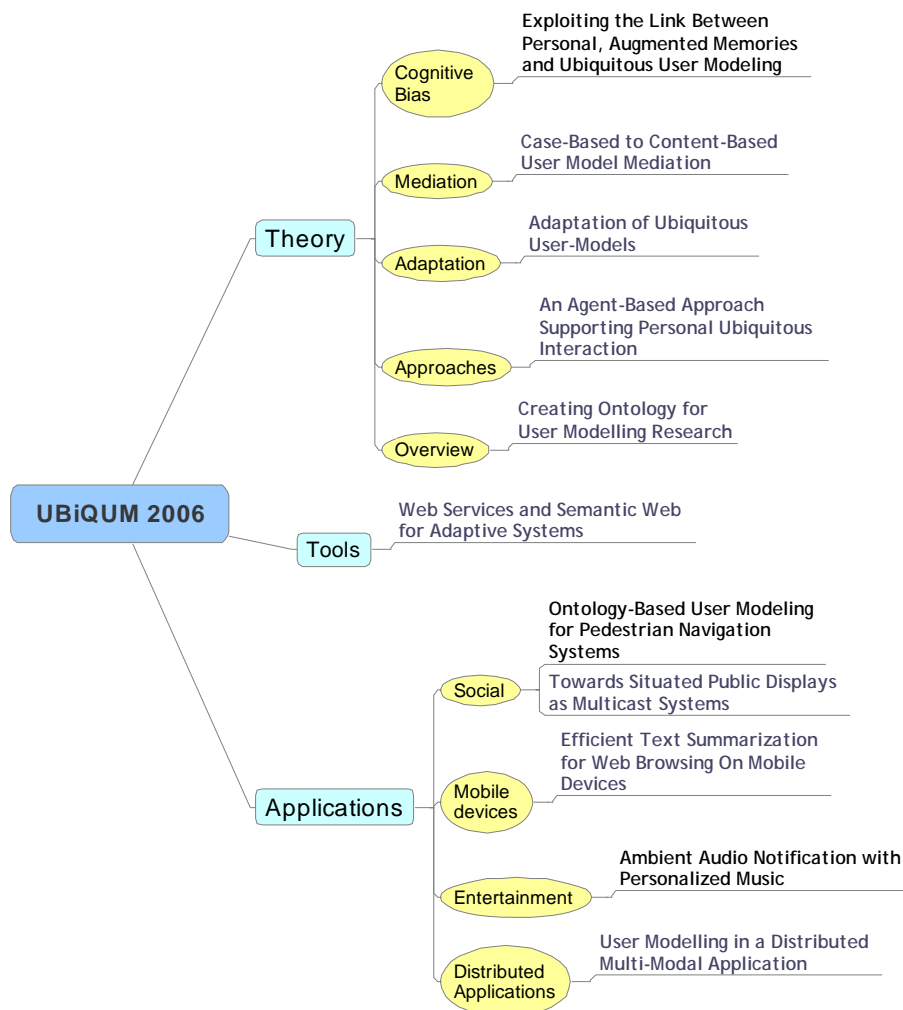 Exploiting the Link Between
Personal, Augmented Memories
and Ubiquitous User Modeling
Cognitive
Bias
Case-Based to Content-Based
User Model Mediation
Mediation
Theory
Adaptation of Ubiquitous
User-Models
Adaptation
An Agent-Based Approach
Supporting Personal Ubiquitous
Interaction
Approaches
Creating Ontology for
User Modelling Research
Overview
UBiQUM 2006
Web Services and Semantic Web
for Adaptive Systems
Tools
Ontology-Based User Modeling
for Pedestrian Navigation
Systems
Social
Towards Situated Public Displays
as Multicast Systems
Efficient Text Summarization
for Web Browsing On Mobile
Devices
Mobile
devices
Applications
Ambient Audio Notification with
Personalized Music
Entertainment
User Modelling in a Distributed
Multi-Modal Application
Distributed
Applications